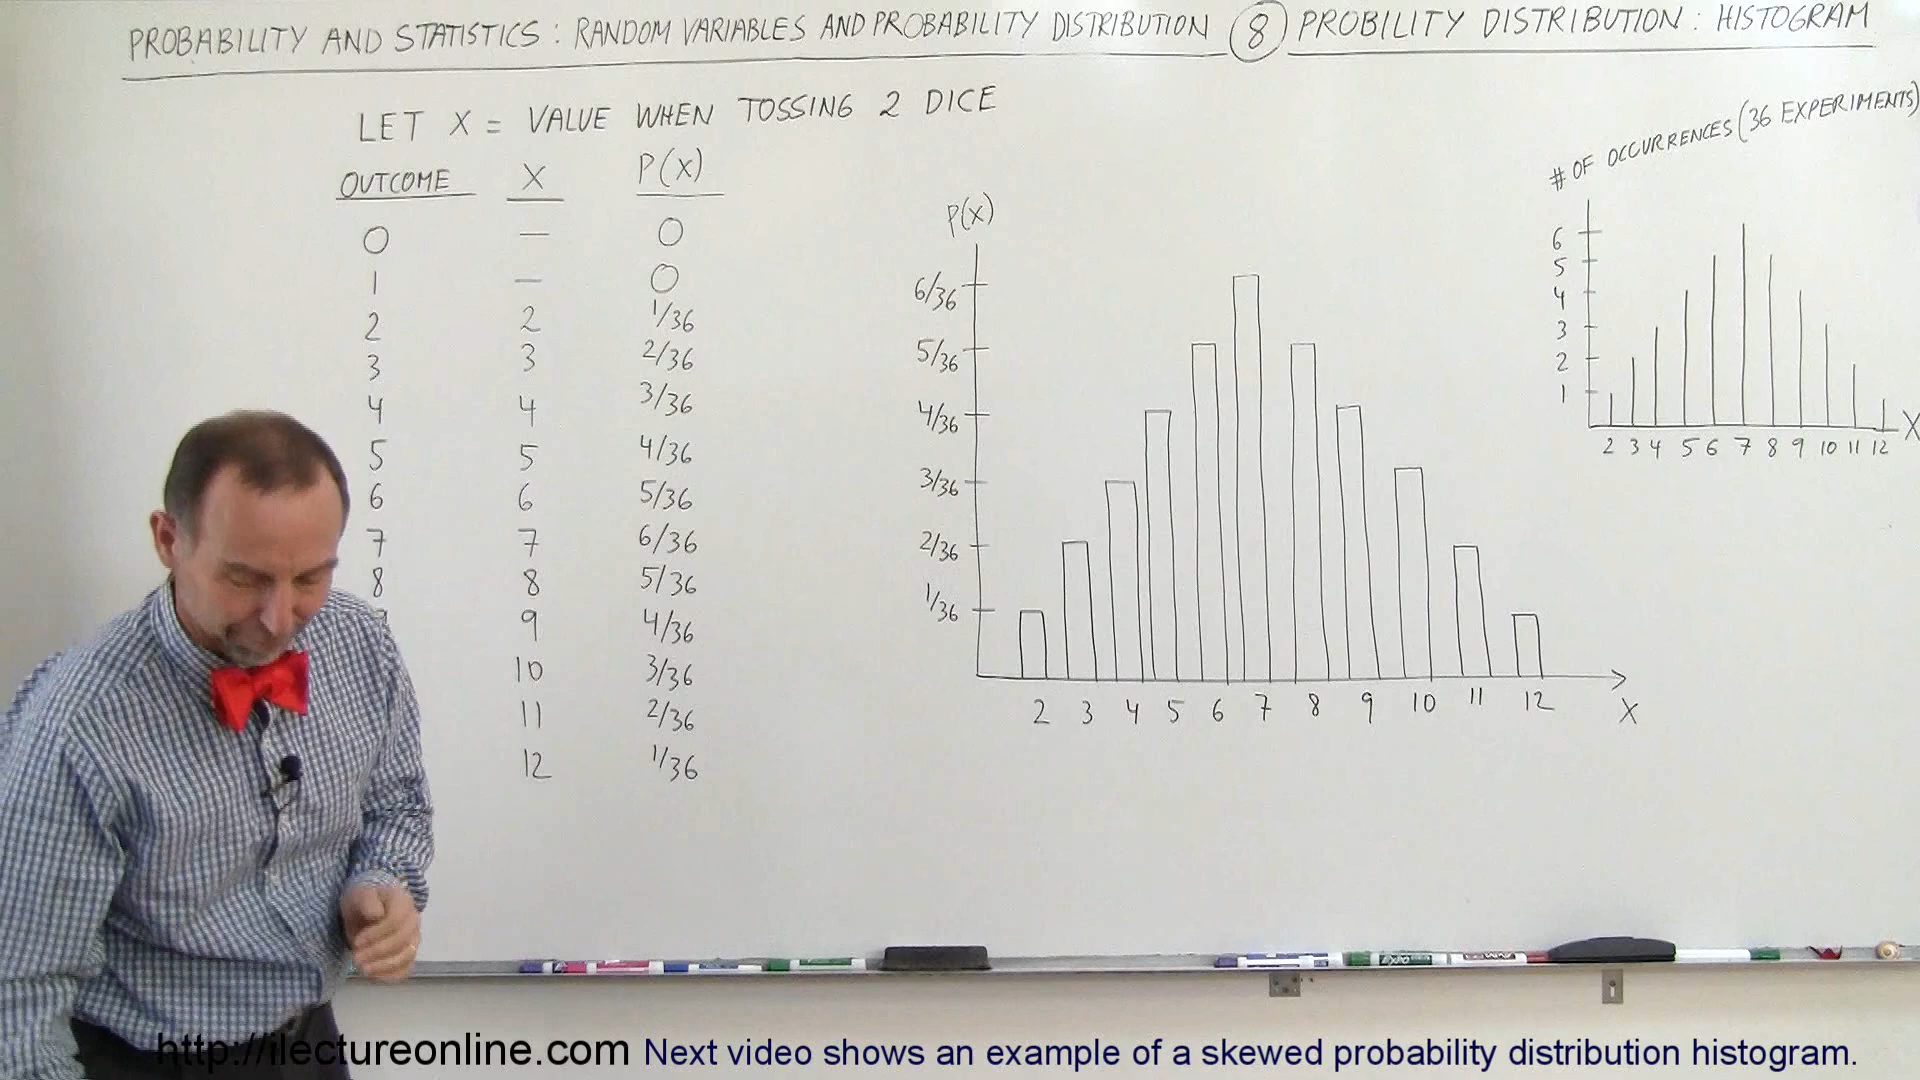 PROBABILITY AND STATISTICS : RANDOM VARIABLES AND PROBABILITY DISTRIBUTION 8 PROBILITY DISTRIBUTION : HISTOGRAM
LET X = VALUE WHEN TOSSING 2 DICE
OUTCOME X P(X)
0 — 0
1 — 0
2 2 1/36
3 3 2/36
4 4 3/36
5 5 4/36
6 6 5/36
7 7 6/36
8 8 5/36
9 4/36
10 3/36
11 2/36
12 1/36
P(X)
6/36
5/36
4/36
3/36
2/36
1/36
2 3 4 5 6 7 8 9 10 11 12 X
# OF OCCURRENCES (36 EXPERIMENTS)
6
5
4
3
2
1
2 3 4 5 6 7 8 9 10 11 12 X
EXPO
http://ilectureonline.com Next video shows an example of a skewed probability distribution histogram.